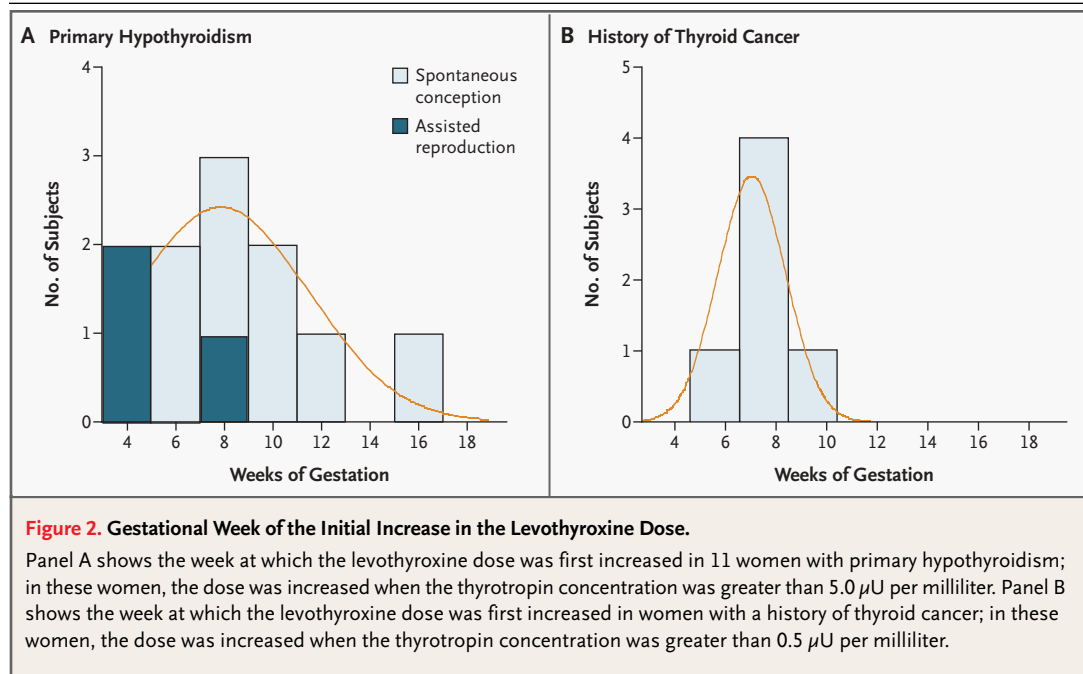 A Primary Hypothyroidism
4
3
2
1
0
No. of Subjects
Spontaneous
conception
Assisted
reproduction
4 6 8 10 12 14 16 18
Weeks of Gestation
B History of Thyroid Cancer
5
4
3
2
1
0
No. of Subjects
4 6 8 10 12 14 16 18
Weeks of Gestation
Figure 2. Gestational Week of the Initial Increase in the Levothyroxine Dose.
Panel A shows the week at which the levothyroxine dose was first increased in 11 women with primary hypothyroidism;
in these women, the dose was increased when the thyrotropin concentration was greater than 5.0 μU per milliliter. Panel B
shows the week at which the levothyroxine dose was first increased in women with a history of thyroid cancer; in these
women, the dose was increased when the thyrotropin concentration was greater than 0.5 μU per milliliter.